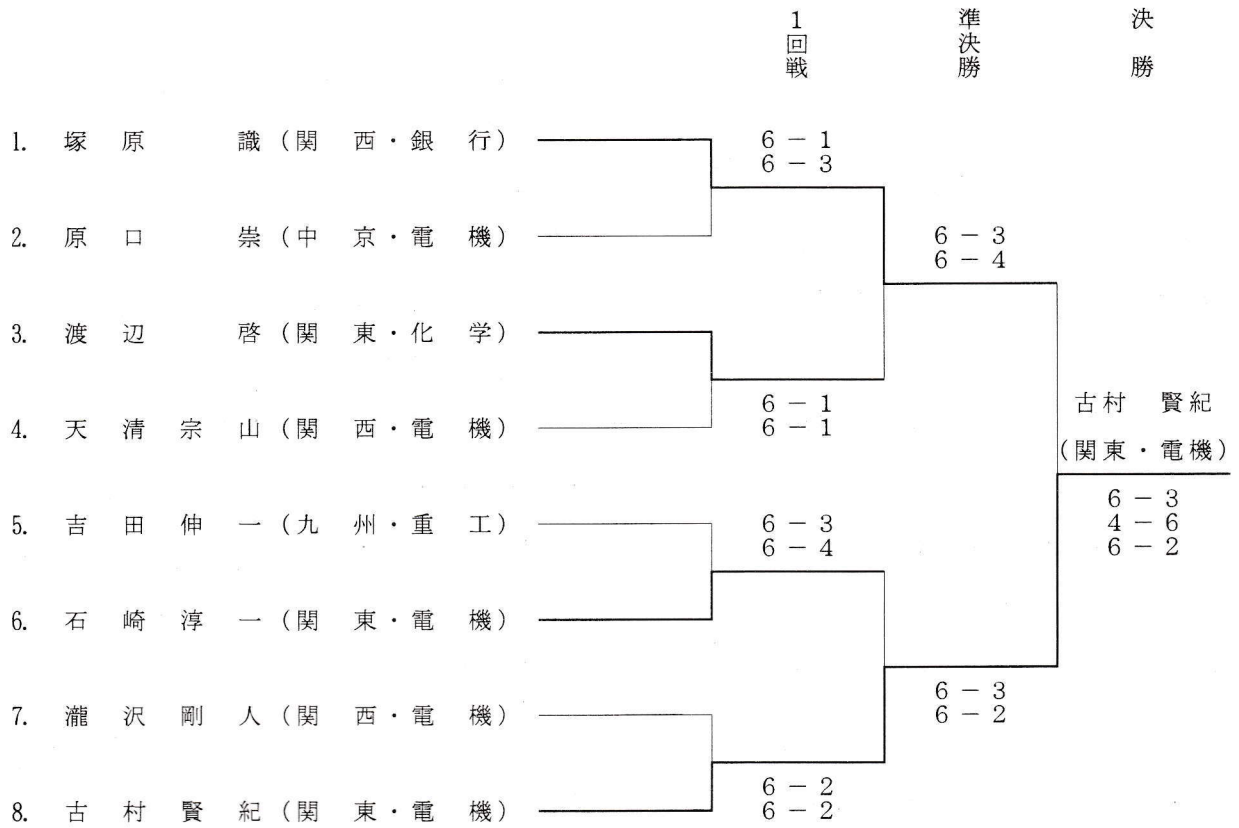 1回戦
準決勝
決勝
1. 塚原 識 (関西・銀行)
6－1
6－3
2. 原口 崇 (中京・電機)
6－3
6－4
3. 渡辺 啓 (関東・化学)
6－1
6－1
4. 天清宗山 (関西・電機)
古村 賢紀
(関東・電機)
6－3
4－6
6－2
5. 吉田伸一 (九州・重工)
6－3
6－4
6. 石崎淳一 (関東・電機)
6－3
6－2
7. 瀧沢剛人 (関西・電機)
6－2
6－2
8. 古村賢紀 (関東・電機)